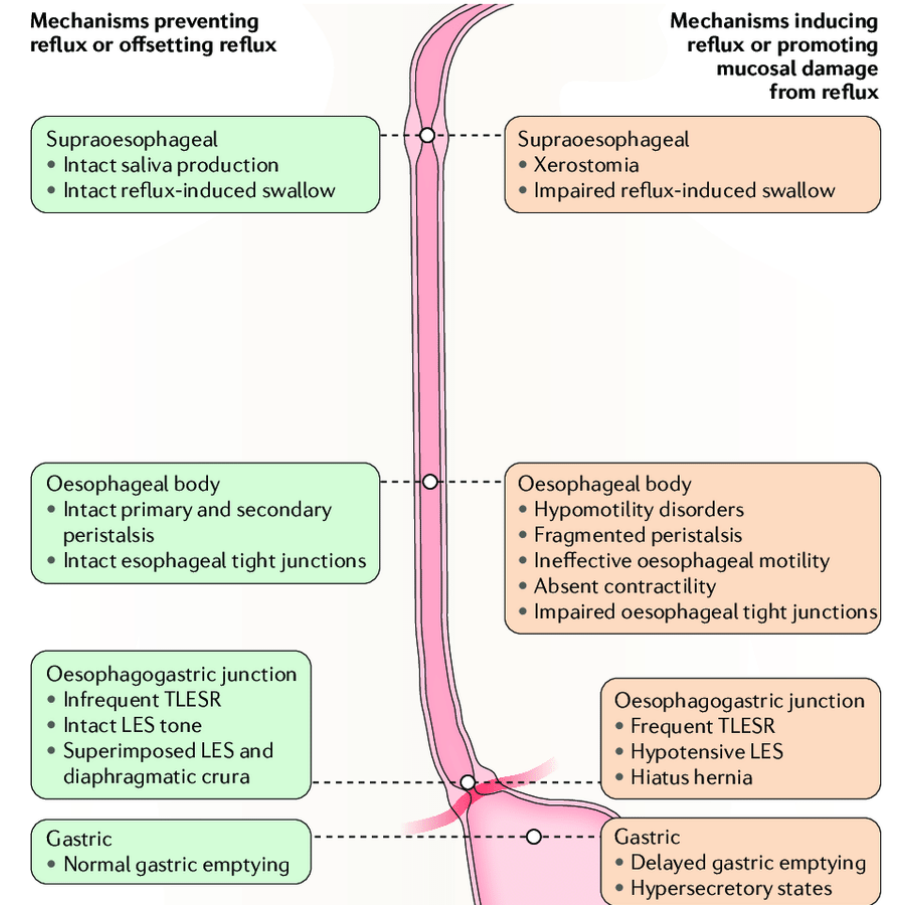 Mechanisms preventing
reflux or offsetting reflux
Mechanisms inducing
reflux or promoting
mucosal damage
from reflux
Supraoesophageal
• Intact saliva production
• Intact reflux-induced swallow
Supraoesophageal
• Xerostomia
• Impaired reflux-induced swallow
Oesophageal body
• Intact primary and secondary
peristalsis
• Intact esophageal tight junctions
Oesophageal body
• Hypomotility disorders
• Fragmented peristalsis
• Ineffective oesophageal motility
• Absent contractility
• Impaired oesophageal tight junctions
Oesophagogastric junction
• Infrequent TLESR
• Intact LES tone
• Superimposed LES and
diaphragmatic crura
Oesophagogastric junction
• Frequent TLESR
• Hypotensive LES
• Hiatus hernia
Gastric
• Normal gastric emptying
Gastric
• Delayed gastric emptying
• Hypersecretory states